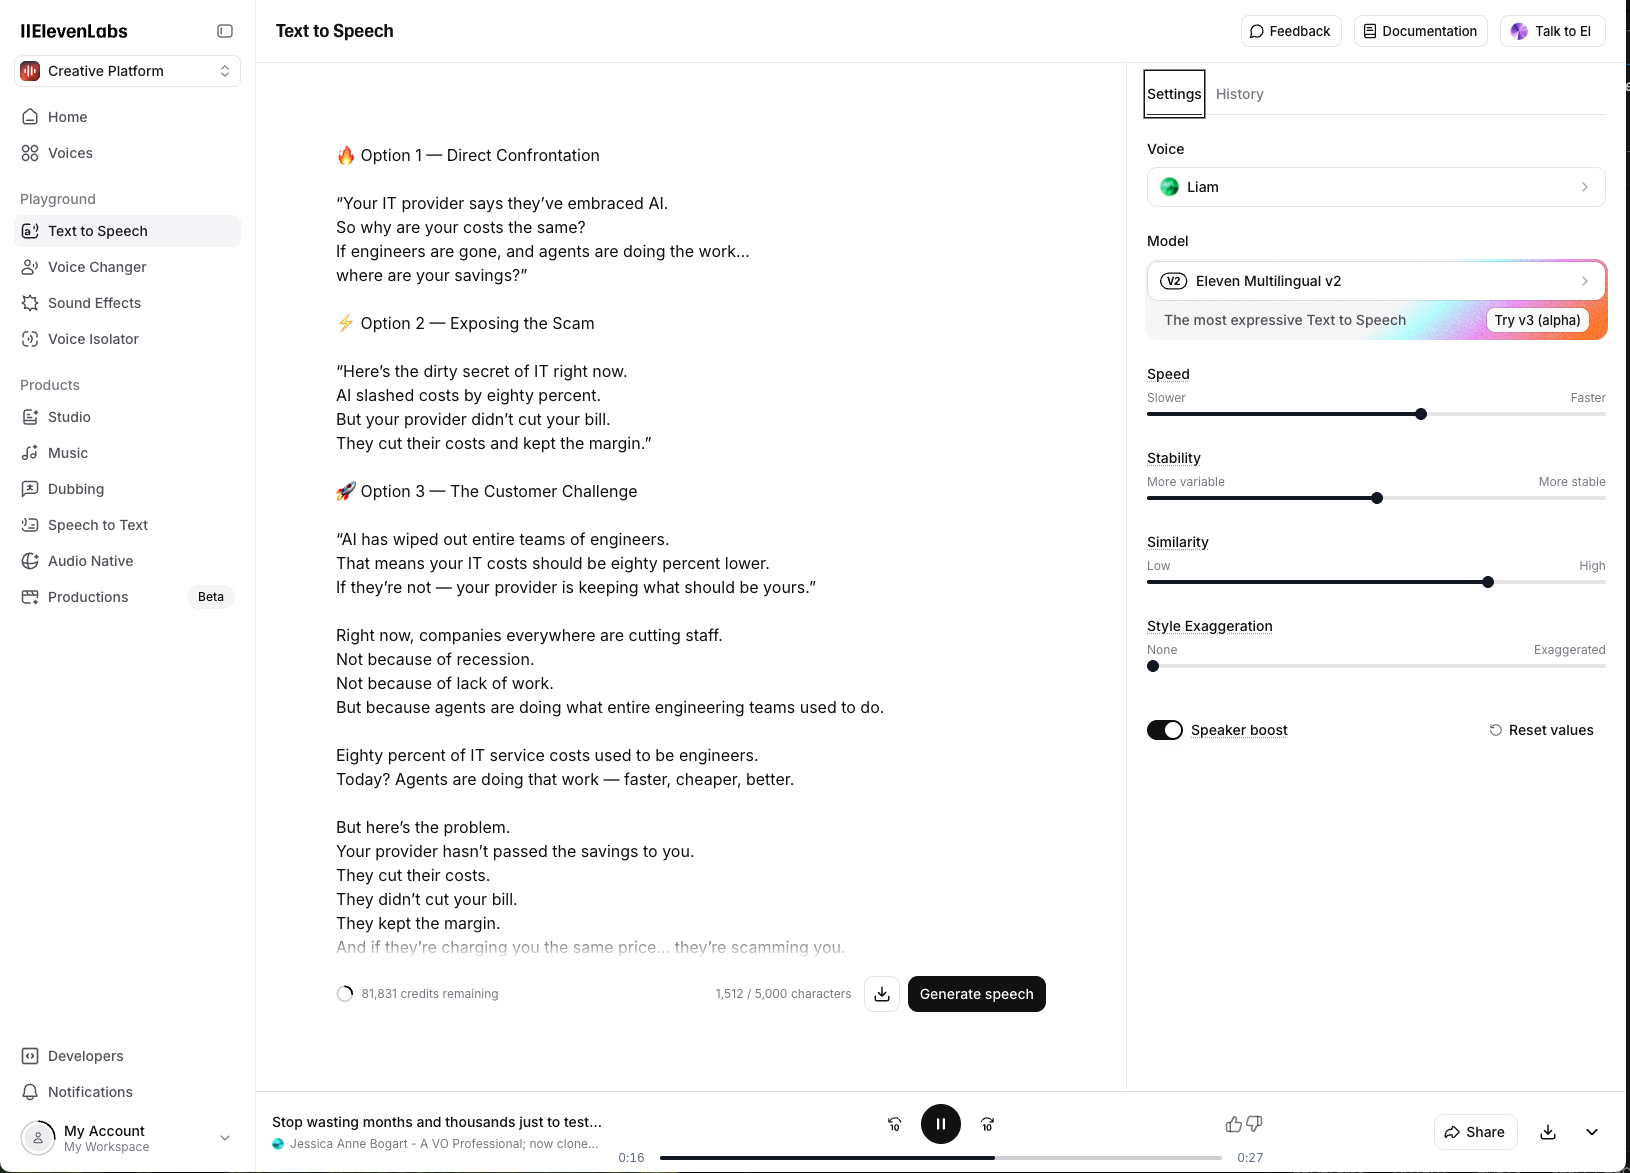 IIElevenLabs
Creative Platform
Home
Voices
Playground
Text to Speech
Voice Changer
Sound Effects
Voice Isolator
Products
Studio
Music
Dubbing
Speech to Text
Audio Native
Productions
Beta
Developers
Notifications
My Account
My Workspace
Text to Speech
Feedback
Documentation
Talk to El
🔥 Option 1 — Direct Confrontation
“Your IT provider says they’ve embraced AI.
So why are your costs the same?
If engineers are gone, and agents are doing the work…
where are your savings?”
⚡ Option 2 — Exposing the Scam
“Here’s the dirty secret of IT right now.
AI slashed costs by eighty percent.
But your provider didn’t cut your bill.
They cut their costs and kept the margin.”
🚀 Option 3 — The Customer Challenge
“AI has wiped out entire teams of engineers.
That means your IT costs should be eighty percent lower.
If they’re not — your provider is keeping what should be yours.”
Right now, companies everywhere are cutting staff.
Not because of recession.
Not because of lack of work.
But because agents are doing what entire engineering teams used to do.
Eighty percent of IT service costs used to be engineers.
Today? Agents are doing that work — faster, cheaper, better.
But here’s the problem.
Your provider hasn’t passed the savings to you.
They cut their costs.
They didn’t cut your bill.
They kept the margin.
And if they’re charging you the same price… they’re scamming you.
81,831 credits remaining
1,512 / 5,000 characters
Generate speech
Settings
History
Voice
Liam
Model
V2 Eleven Multilingual v2
The most expressive Text to Speech
Try v3 (alpha)
Speed
Slower
Faster
Stability
More variable
More stable
Similarity
Low
High
Style Exaggeration
None
Exaggerated
Speaker boost
Reset values
Stop wasting months and thousands just to test...
Jessica Anne Bogart - A VO Professional; now clone...
10
10
0:16
0:27
Share